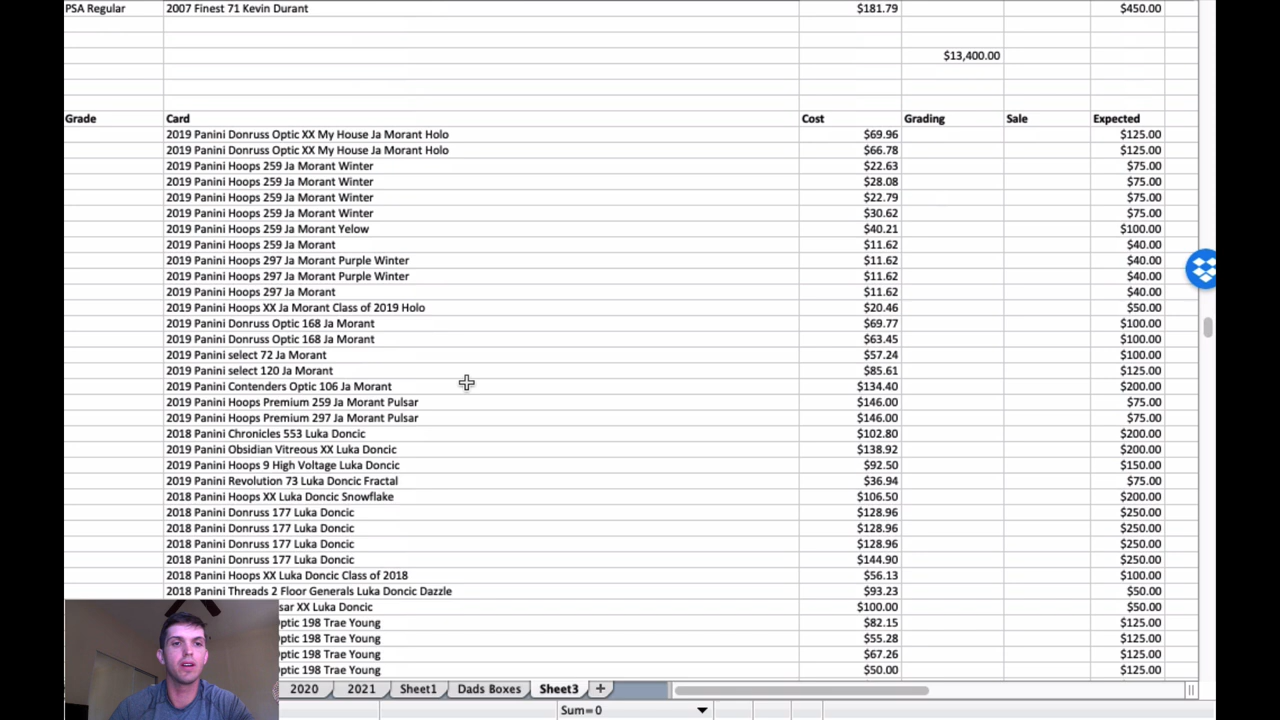 PSA Regular 2007 Finest 71 Kevin Durant $181.79 $450.00
$13,400.00
Grade Card Cost Grading Sale Expected
2019 Panini Donruss Optic XX My House Ja Morant Holo $69.96 $125.00
2019 Panini Donruss Optic XX My House Ja Morant Holo $66.78 $125.00
2019 Panini Hoops 259 Ja Morant Winter $22.63 $75.00
2019 Panini Hoops 259 Ja Morant Winter $28.08 $75.00
2019 Panini Hoops 259 Ja Morant Winter $22.79 $75.00
2019 Panini Hoops 259 Ja Morant Winter $30.62 $75.00
2019 Panini Hoops 259 Ja Morant Yelow $40.21 $100.00
2019 Panini Hoops 259 Ja Morant $11.62 $40.00
2019 Panini Hoops 297 Ja Morant Purple Winter $11.62 $40.00
2019 Panini Hoops 297 Ja Morant Purple Winter $11.62 $40.00
2019 Panini Hoops 297 Ja Morant $11.62 $40.00
2019 Panini Hoops XX Ja Morant Class of 2019 Holo $20.46 $50.00
2019 Panini Donruss Optic 168 Ja Morant $69.77 $100.00
2019 Panini Donruss Optic 168 Ja Morant $63.45 $100.00
2019 Panini select 72 Ja Morant $57.24 $100.00
2019 Panini select 120 Ja Morant $85.61 $125.00
2019 Panini Contenders Optic 106 Ja Morant $134.40 $200.00
2019 Panini Hoops Premium 259 Ja Morant Pulsar $146.00 $75.00
2019 Panini Hoops Premium 297 Ja Morant Pulsar $146.00 $75.00
2018 Panini Chronicles 553 Luka Doncic $102.80 $200.00
2019 Panini Obsidian Vitreous XX Luka Doncic $138.92 $200.00
2019 Panini Hoops 9 High Voltage Luka Doncic $92.50 $150.00
2019 Panini Revolution 73 Luka Doncic Fractal $36.94 $75.00
2018 Panini Hoops XX Luka Doncic Snowflake $106.50 $200.00
2018 Panini Donruss 177 Luka Doncic $128.96 $250.00
2018 Panini Donruss 177 Luka Doncic $128.96 $250.00
2018 Panini Donruss 177 Luka Doncic $128.96 $250.00
2018 Panini Donruss 177 Luka Doncic $144.90 $250.00
2018 Panini Hoops XX Luka Doncic Class of 2018 $56.13 $100.00
2018 Panini Threads 2 Floor Generals Luka Doncic Dazzle $93.23 $50.00
sar XX Luka Doncic $100.00 $50.00
ptic 198 Trae Young $82.15 $125.00
ptic 198 Trae Young $55.28 $125.00
ptic 198 Trae Young $67.26 $125.00
ptic 198 Trae Young $50.00 $125.00
2020 2021 Sheet1 Dads Boxes Sheet3 +
Sum=0